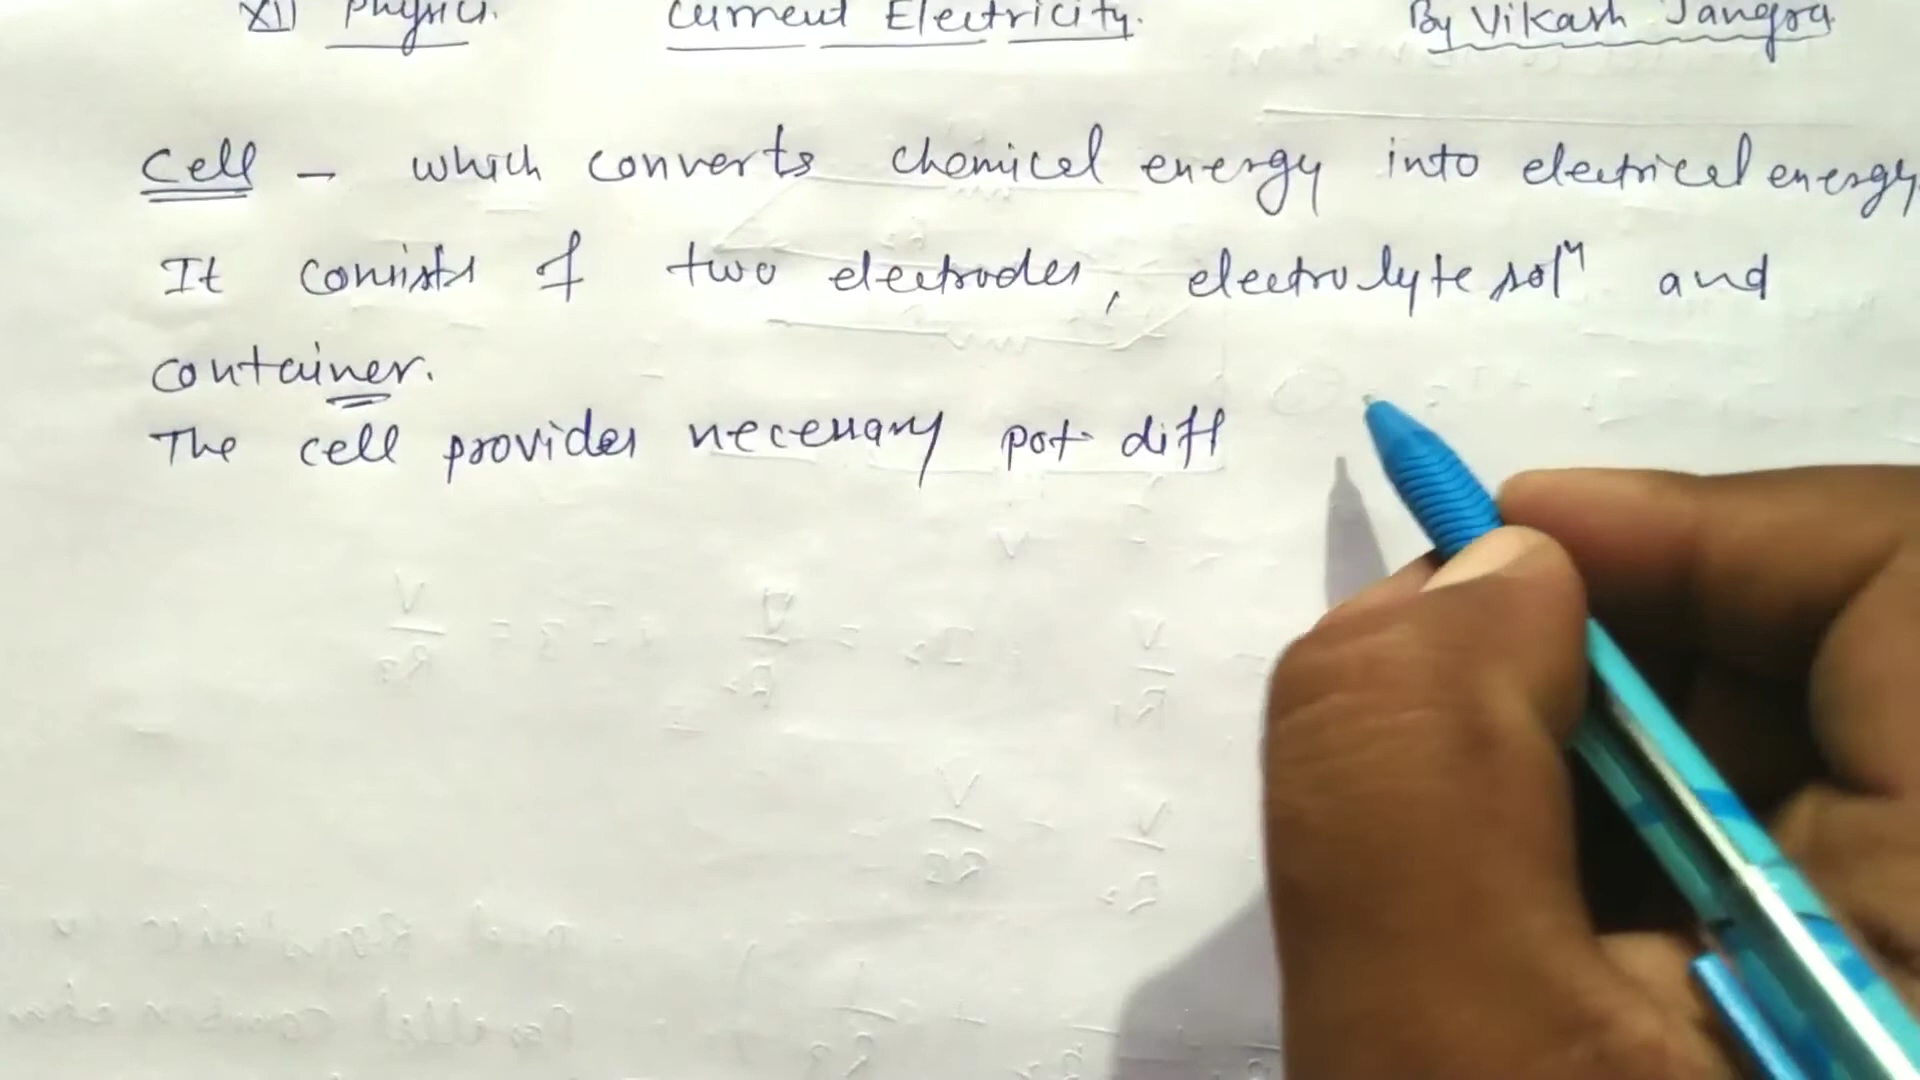 XII Physics. Current Electricity. By Vikash Jangra
Cell - which converts chemical energy into electrical energy
It consists of two electrodes, electrolyte solⁿ and
container.
The cell provides necessary pot diff